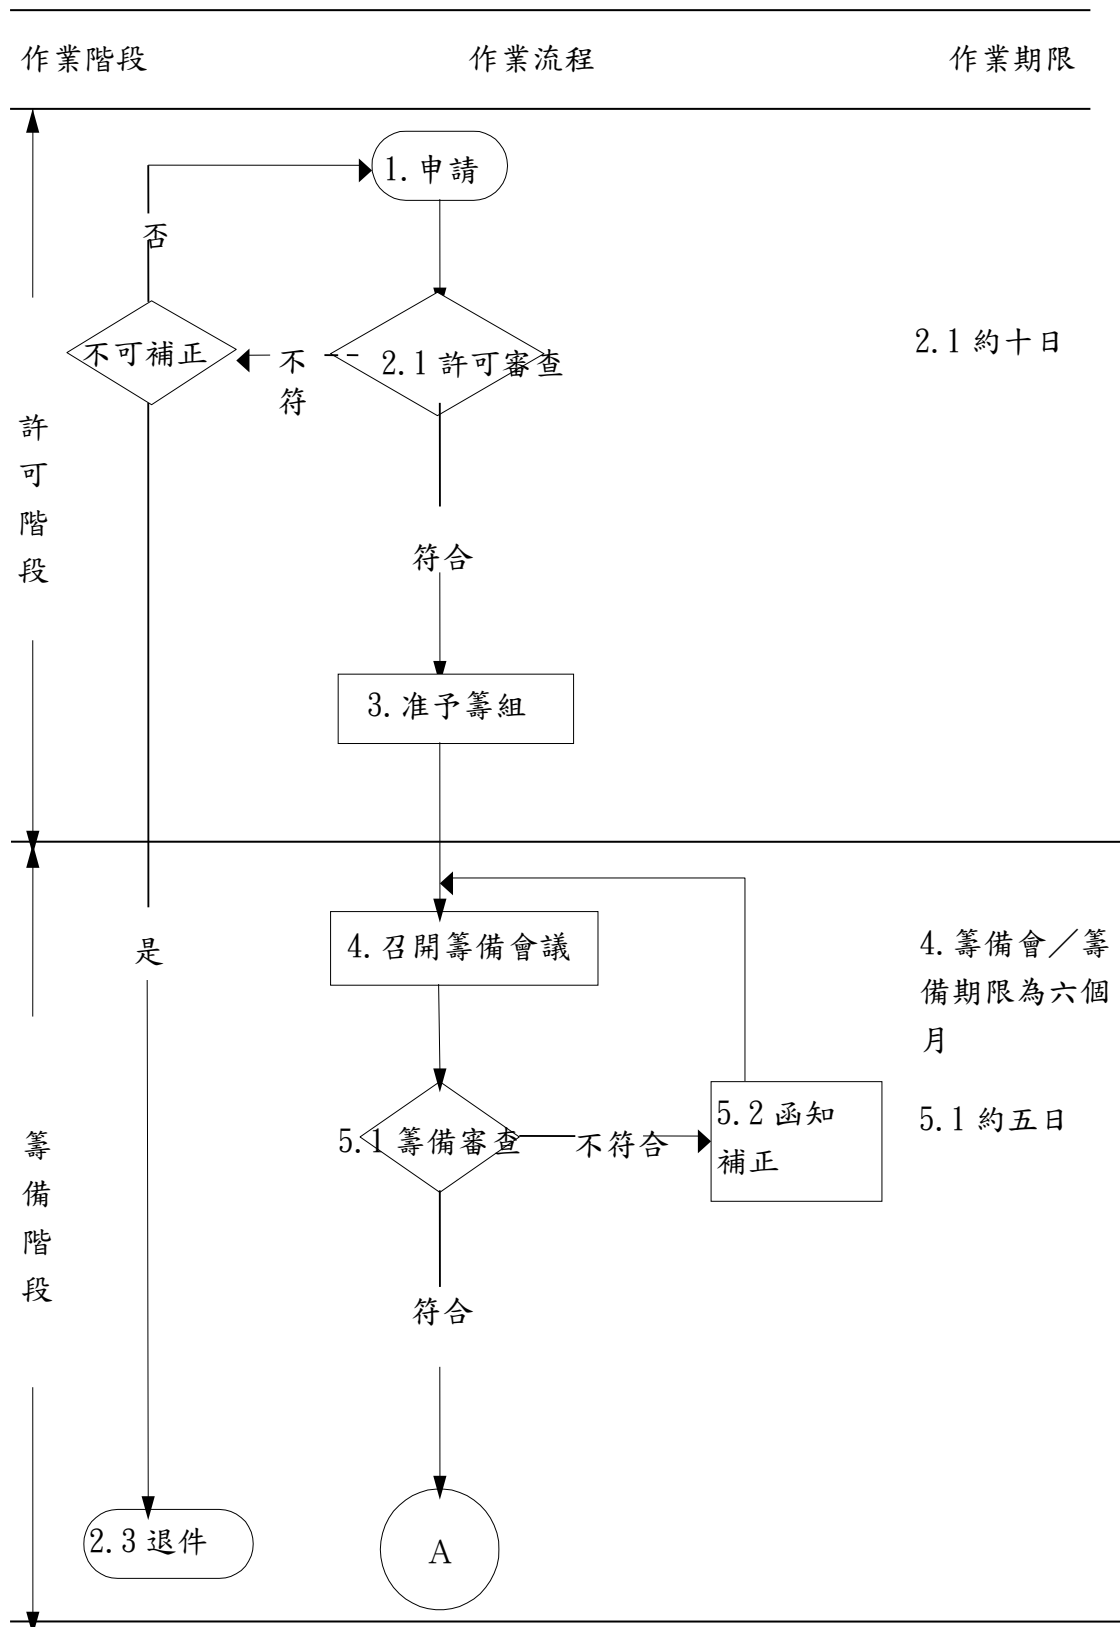 作業階段 作業流程 作業期限
1.申請
否
不可補正
不
符
2.1 許可審查
2.1 約十日
許
可
階
段
符合
3.准予籌組
是
4.召開籌備會議
4.籌備會／籌
備期限為六個
月
5.1 籌備審查
不符合
5.2 函知
補正
5.1 約五日
籌
備
階
段
符合
2.3 退件
A